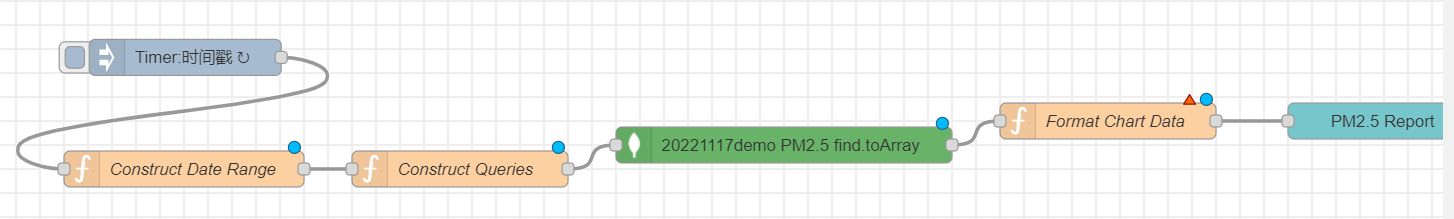 Timer:时间戳 ↻
Construct Date Range
Construct Queries
20221117demo PM2.5 find.toArray
Format Chart Data
PM2.5 Report